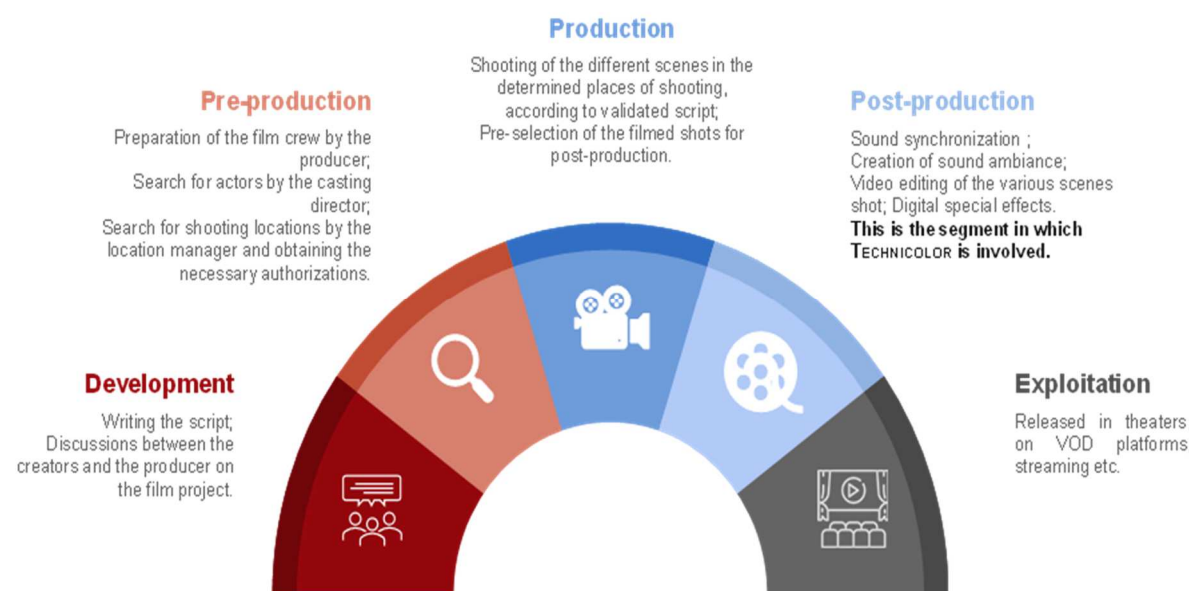 Production
Shooting of the different scenes in the
determined places of shooting,
according to validated script;
Pre-selection of the filmed shots for
post-production.
Pre-production
Preparation of the film crew by the
producer;
Search for actors by the casting
director;
Search for shooting locations by the
location manager and obtaining the
necessary authorizations.
Post-production
Sound synchronization ;
Creation of sound ambiance;
Video editing of the various scenes
shot; Digital special effects.
This is the segment in which
TECHNICOLOR is involved.
Development
Writing the script;
Discussions between the
creators and the producer on
the film project.
Exploitation
Released in theaters
on VOD platforms
streaming etc.